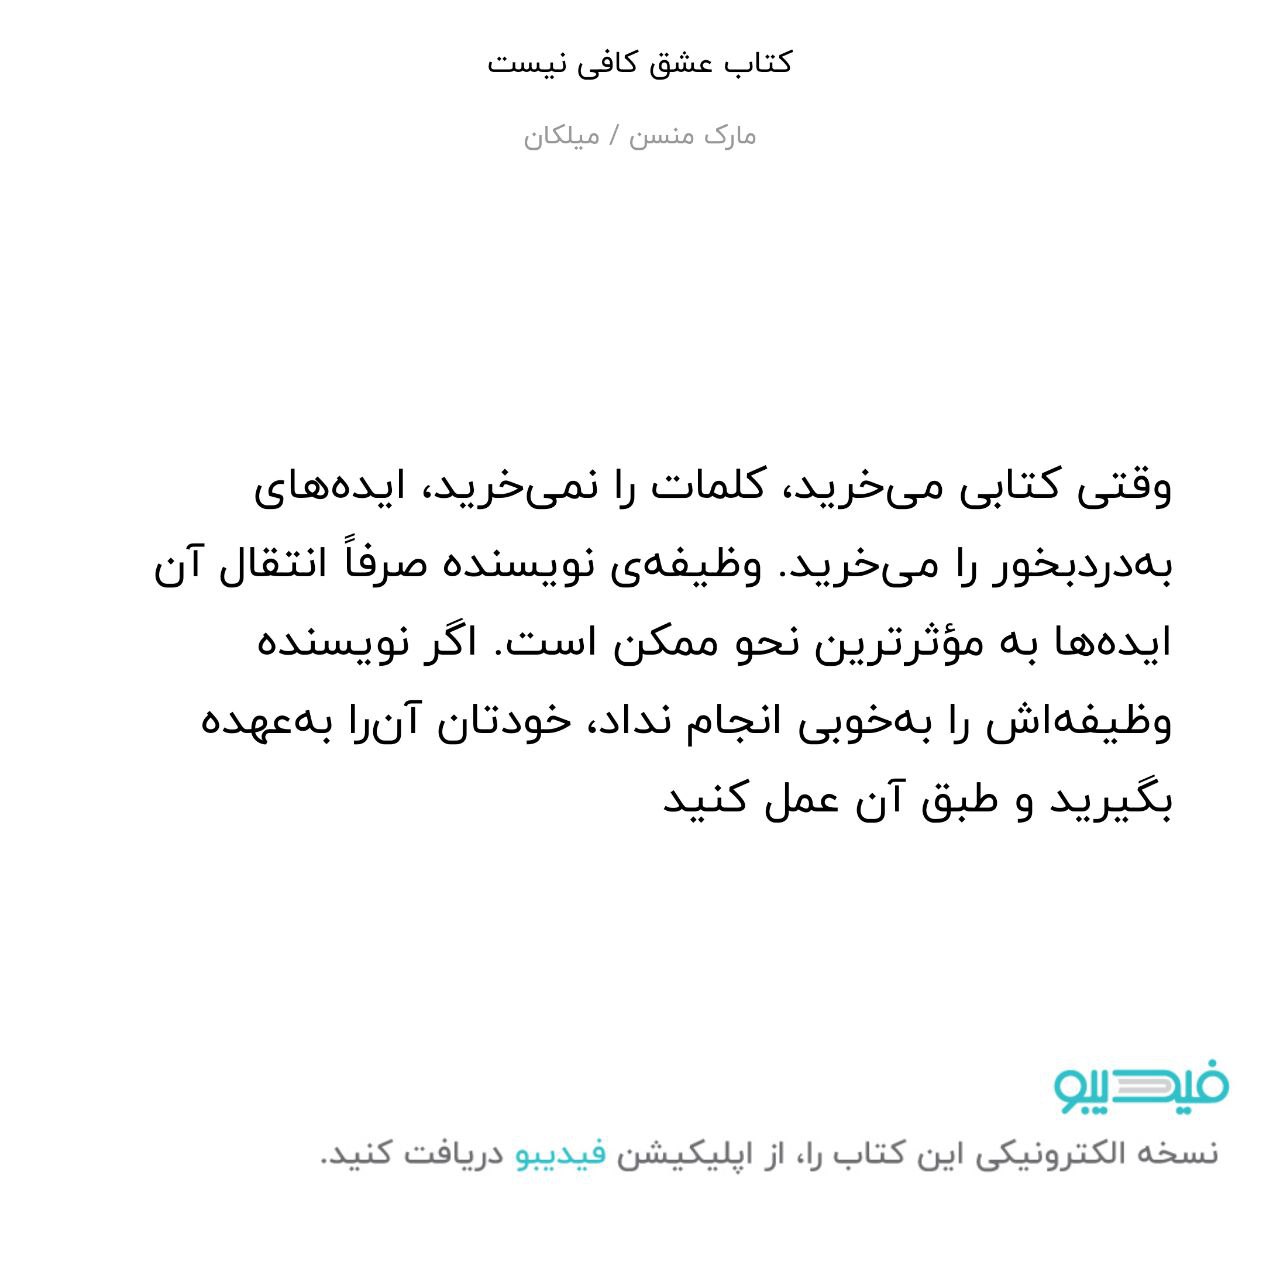 کتاب عشق کافی نیست
مارک منسن / میلکان
وقتی کتابی می‌خرید، کلمات را نمی‌خرید، ایده‌های
به‌دردبخور را می‌خرید. وظیفه‌ی نویسنده صرفاً انتقال آن
ایده‌ها به مؤثرترین نحو ممکن است. اگر نویسنده
وظیفه‌اش را به‌خوبی انجام نداد، خودتان آن‌را به‌عهده
بگیرید و طبق آن عمل کنید
فیدیبو
نسخه الکترونیکی این کتاب را، از اپلیکیشن فیدیبو دریافت کنید.